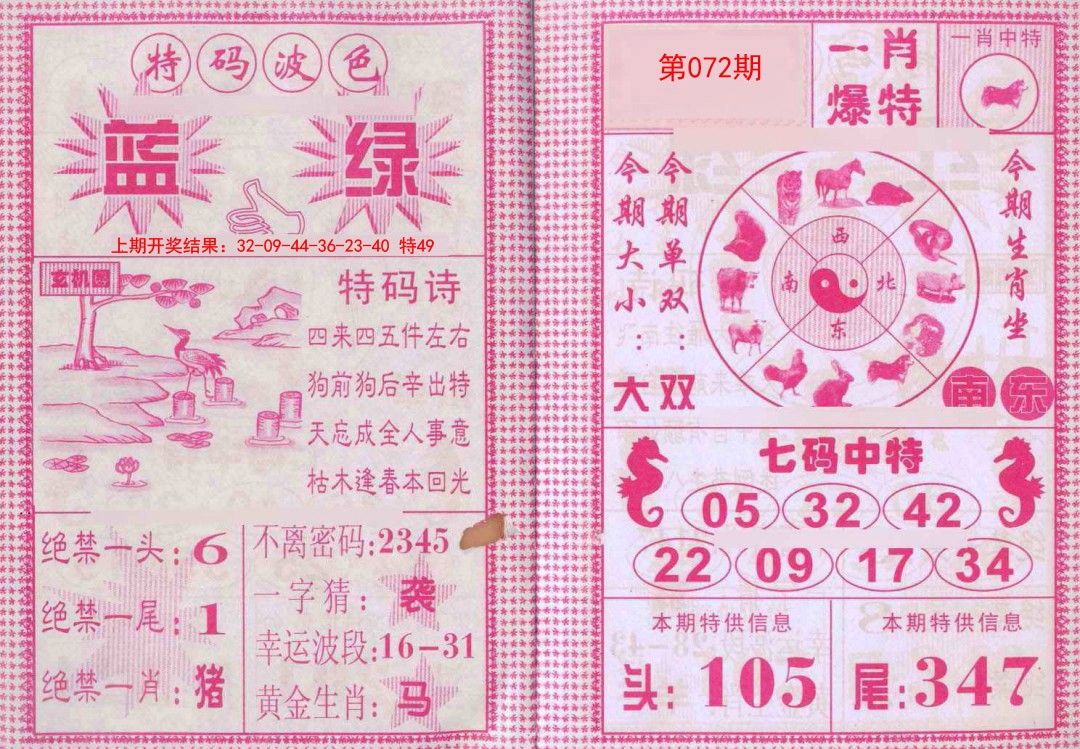 特码波色
蓝 绿
上期开奖结果：32-09-44-36-23-40 特49
玄机图
特码诗
四来四五件左右
狗前狗后辛出特
天忘成全人事意
枯木逢春本回光
绝禁一头：6
绝禁一尾：1
绝禁一肖：猪
不离密码：2345
一字猜：袭
幸运波段：16-31
黄金生肖：马
第072期
一肖
爆特
一肖中特
今期大小：大
今期单双：双
西
南 北
东
今期生肖坐
南东
七码中特
05 32 42
22 09 17 34
本期特供信息
头：105
本期特供信息
尾：347